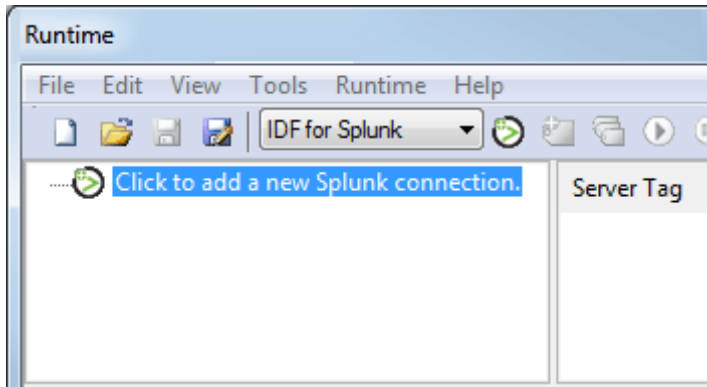 Runtime
File Edit View Tools Runtime Help
IDF for Splunk
Click to add a new Splunk connection.
Server Tag